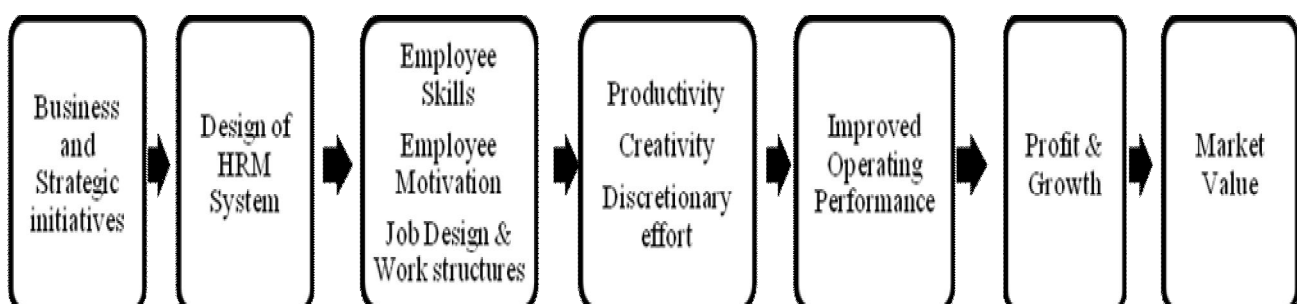 Business
and
Strategic
initiatives
Design of
HRM
System
Employee
Skills
Employee
Motivation
Job Design &
Work structures
Productivity
Creativity
Discretionary
effort
Improved
Operating
Performance
Profit &
Growth
Market
Value